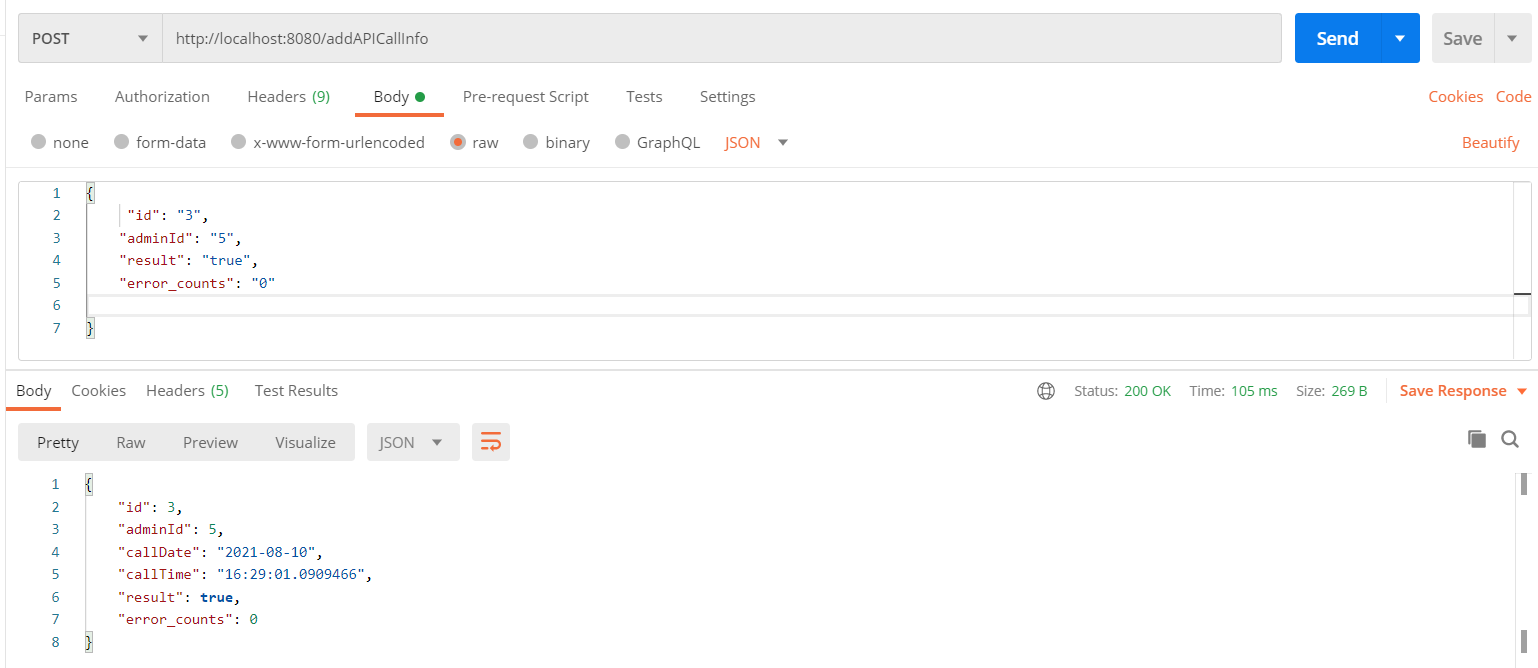 POST http://localhost:8080/addAPICallInfo Send Save
Params Authorization Headers (9) Body Pre-request Script Tests Settings Cookies Code
none form-data x-www-form-urlencoded raw binary GraphQL JSON Beautify
1 {
2 "id": "3",
3 "adminId": "5",
4 "result": "true",
5 "error_counts": "0"
6
7 }
Body Cookies Headers (5) Test Results Status: 200 OK Time: 105 ms Size: 269 B Save Response
Pretty Raw Preview Visualize JSON
1 {
2 "id": 3,
3 "adminId": 5,
4 "callDate": "2021-08-10",
5 "callTime": "16:29:01.0909466",
6 "result": true,
7 "error_counts": 0
8 }